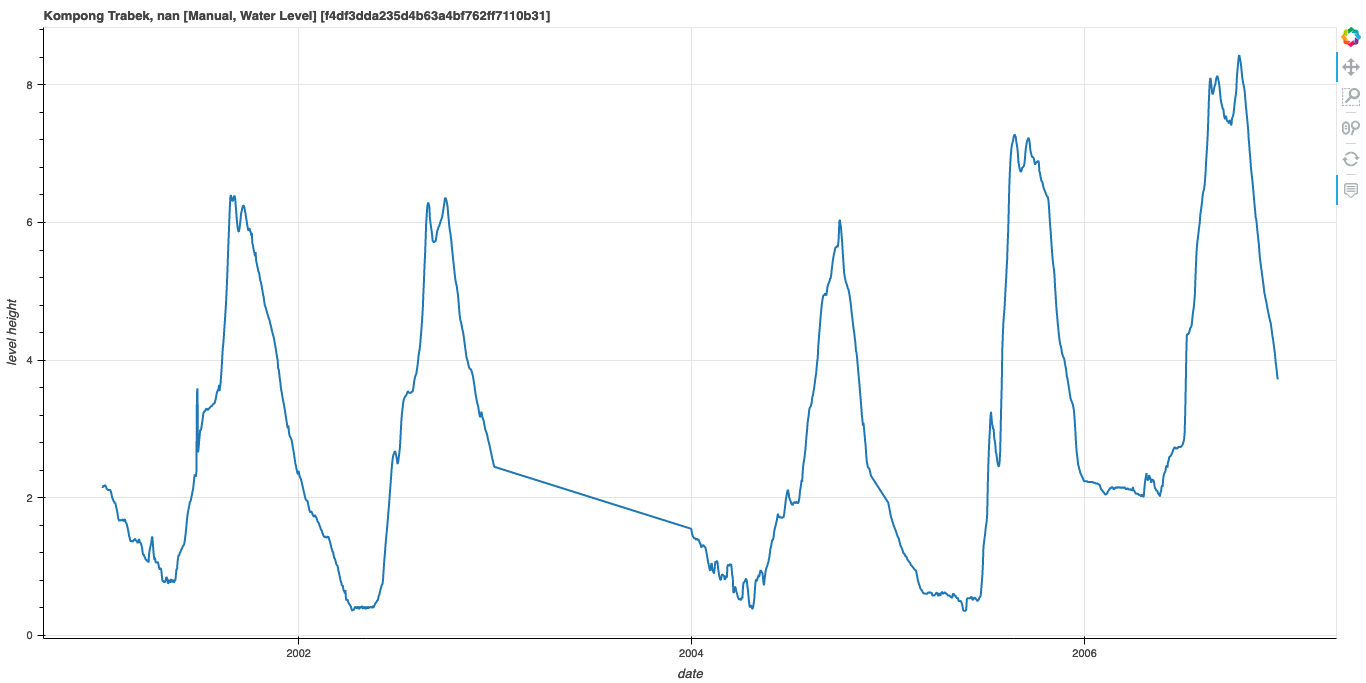 Kompong Trabek, nan [Manual, Water Level] [f4df3dda235d4b63a4bf762ff7110b31]
8
6
4
2
0
level height
2002
2004
2006
date